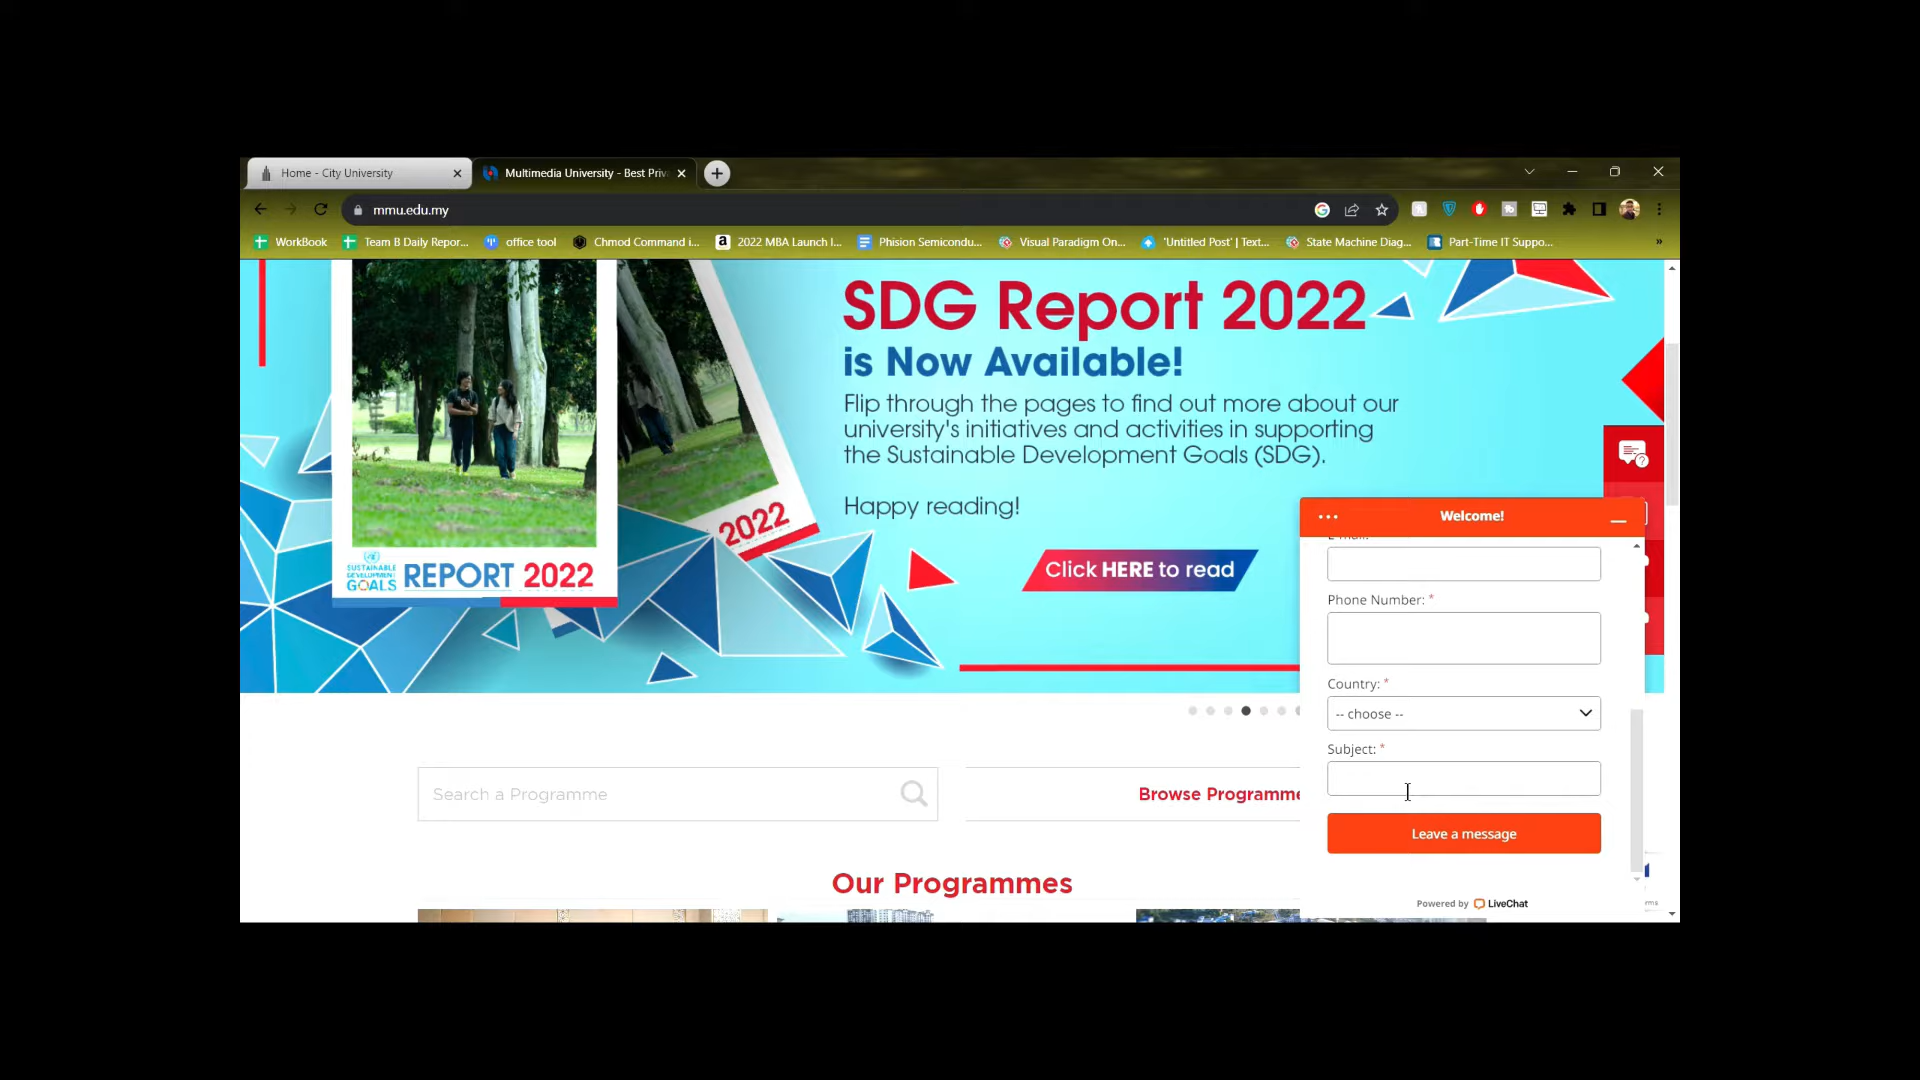 Home - City University
Multimedia University - Best Priv
mmu.edu.my
WorkBook
Team B Daily Repor...
office tool
Chmod Command i...
2022 MBA Launch I...
Phision Semicondu...
Visual Paradigm On...
'Untitled Post' | Text...
State Machine Diag...
Part-Time IT Suppo...
»
SDG Report 2022
is Now Available!
Flip through the pages to find out more about our
university's initiatives and activities in supporting
the Sustainable Development Goals (SDG).
Happy reading!
Click HERE to read
2022
SUSTAINABLE
DEVELOPMENT
GOALS
REPORT 2022
Welcome!
E-mail:
Phone Number: *
Country: *
-- choose --
Subject: *
Leave a message
Powered by LiveChat
Search a Programme
Browse Programme
Our Programmes